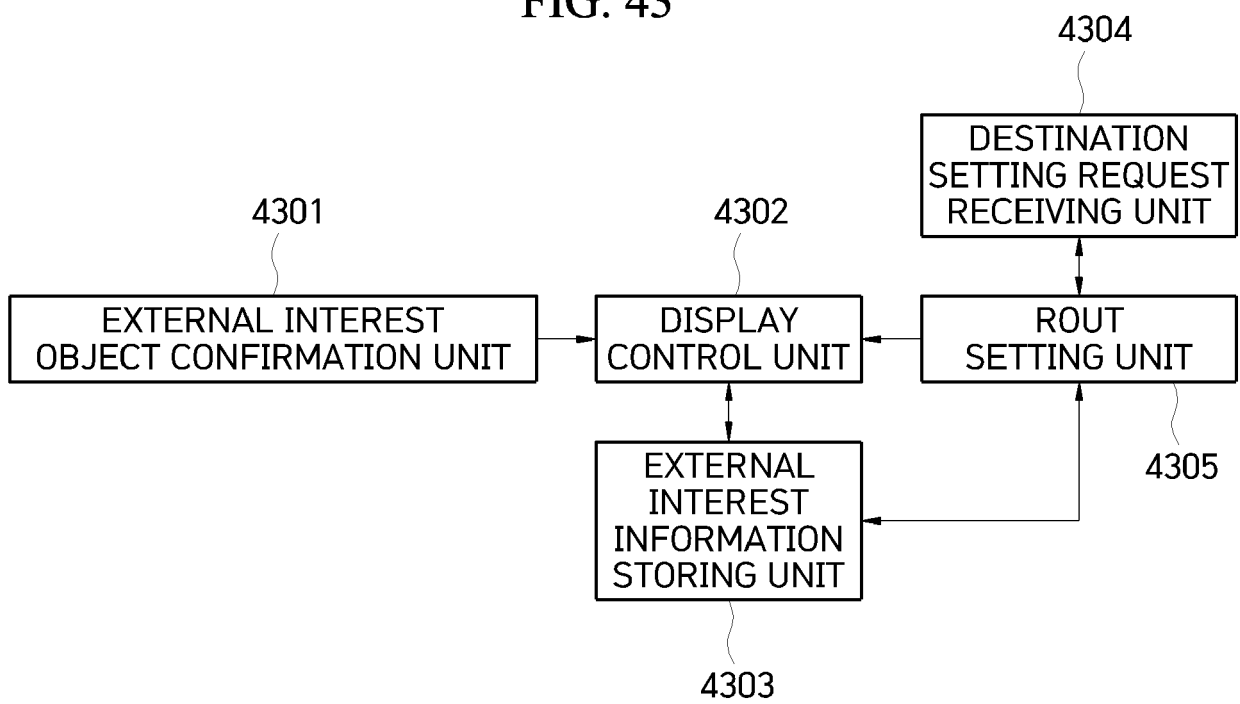 FIG. 43
4304
DESTINATION
SETTING REQUEST
RECEIVING UNIT
4301
4302
EXTERNAL INTEREST
OBJECT CONFIRMATION UNIT
DISPLAY
CONTROL UNIT
ROUT
SETTING UNIT
4305
EXTERNAL
INTEREST
INFORMATION
STORING UNIT
4303